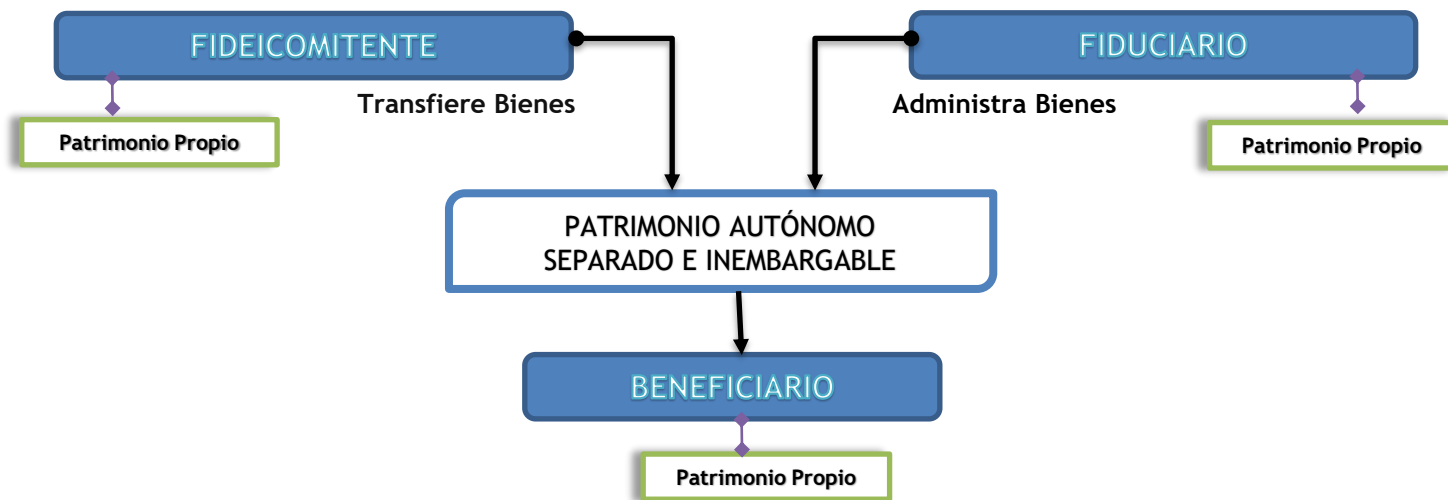 FIDEICOMITENTE
FIDUCIARIO
Transfiere Bienes
Administra Bienes
Patrimonio Propio
Patrimonio Propio
PATRIMONIO AUTÓNOMO
SEPARADO E INEMBARGABLE
BENEFICIARIO
Patrimonio Propio